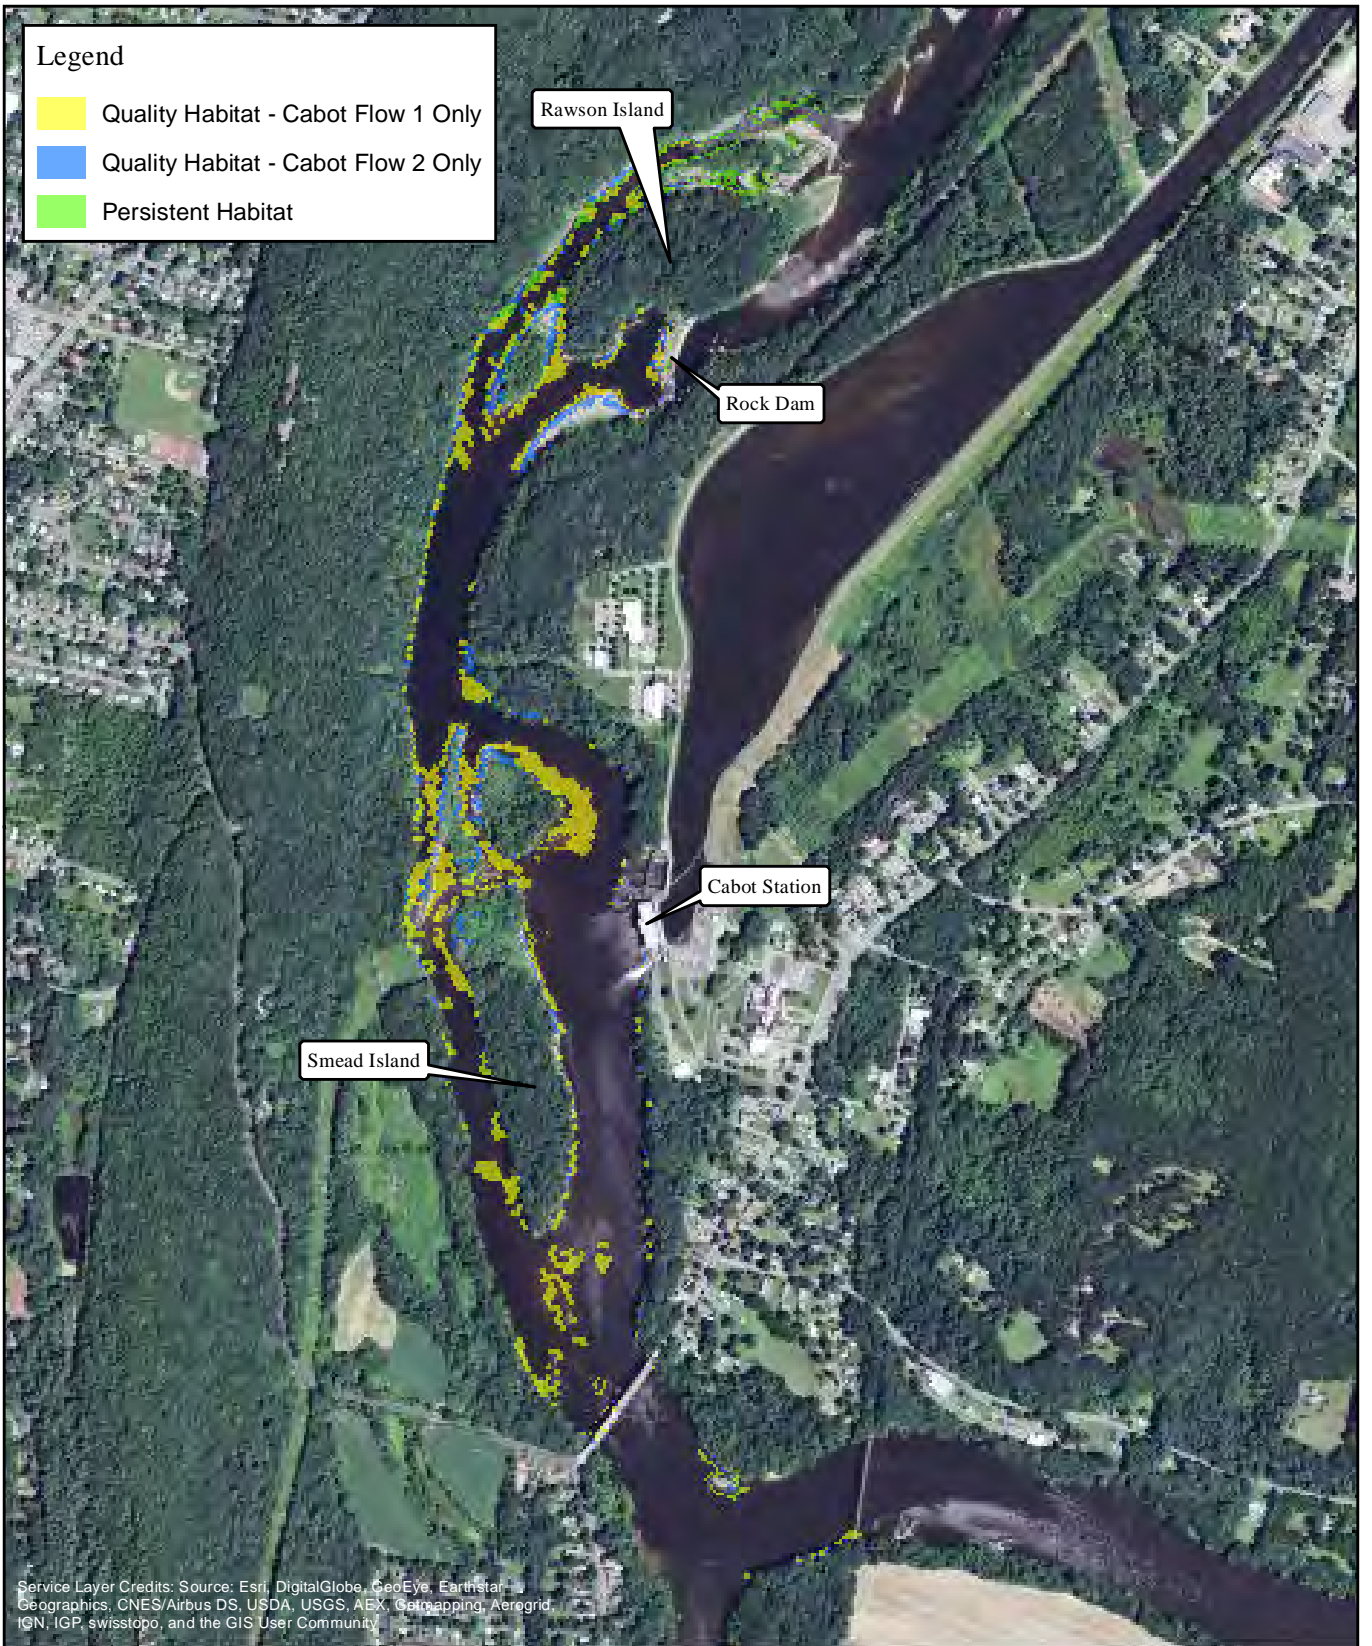 Legend
Quality Habitat - Cabot Flow 1 Only
Quality Habitat - Cabot Flow 2 Only
Persistent Habitat
Rawson Island
Rock Dam
Cabot Station
Smead Island
Service Layer Credits: Source: Esri, DigitalGlobe, GeoEye, Earthstar
Geographics, CNES/Airbus DS, USDA, USGS, AEX, Getmapping, Aerogrid,
IGN, IGP, swisstopo, and the GIS User Community